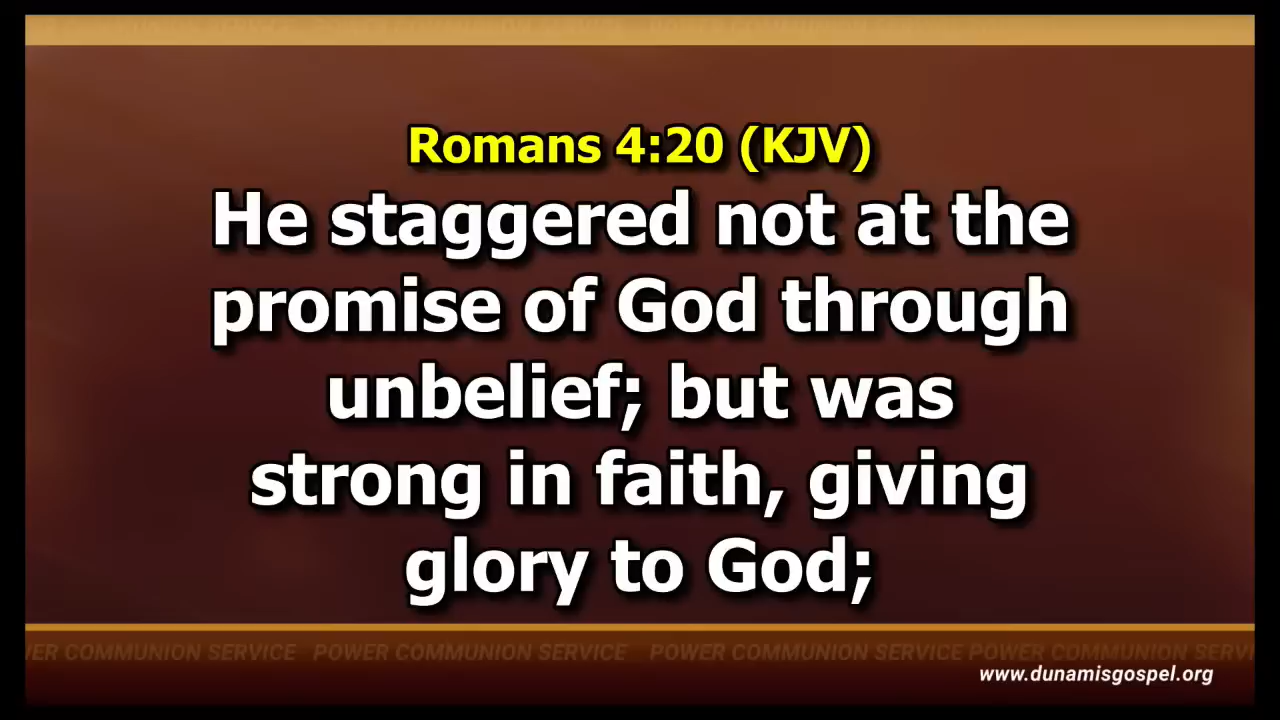 Romans 4:20 (KJV)
He staggered not at the
promise of God through
unbelief; but was
strong in faith, giving
glory to God;
ER COMMUNION SERVICE POWER COMMUNION SERVICE POWER COMMUNION SERVICE POWER COMMUNION SERVI
www.dunamisgospel.org